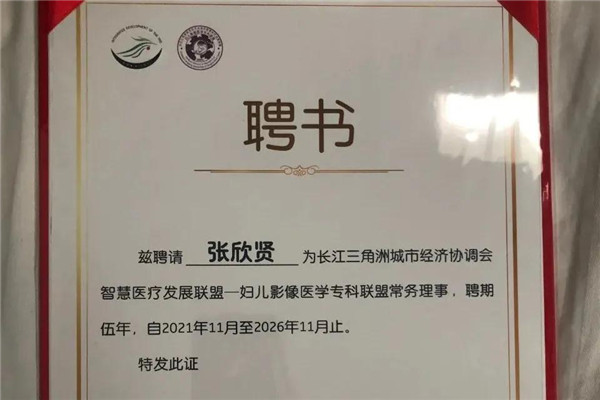 聘书
兹聘请 张欣贤 为长江三角洲城市经济协调会
智慧医疗发展联盟—妇儿影像医学专科联盟常务理事，聘期
伍年，自2021年11月至2026年11月止。
特发此证